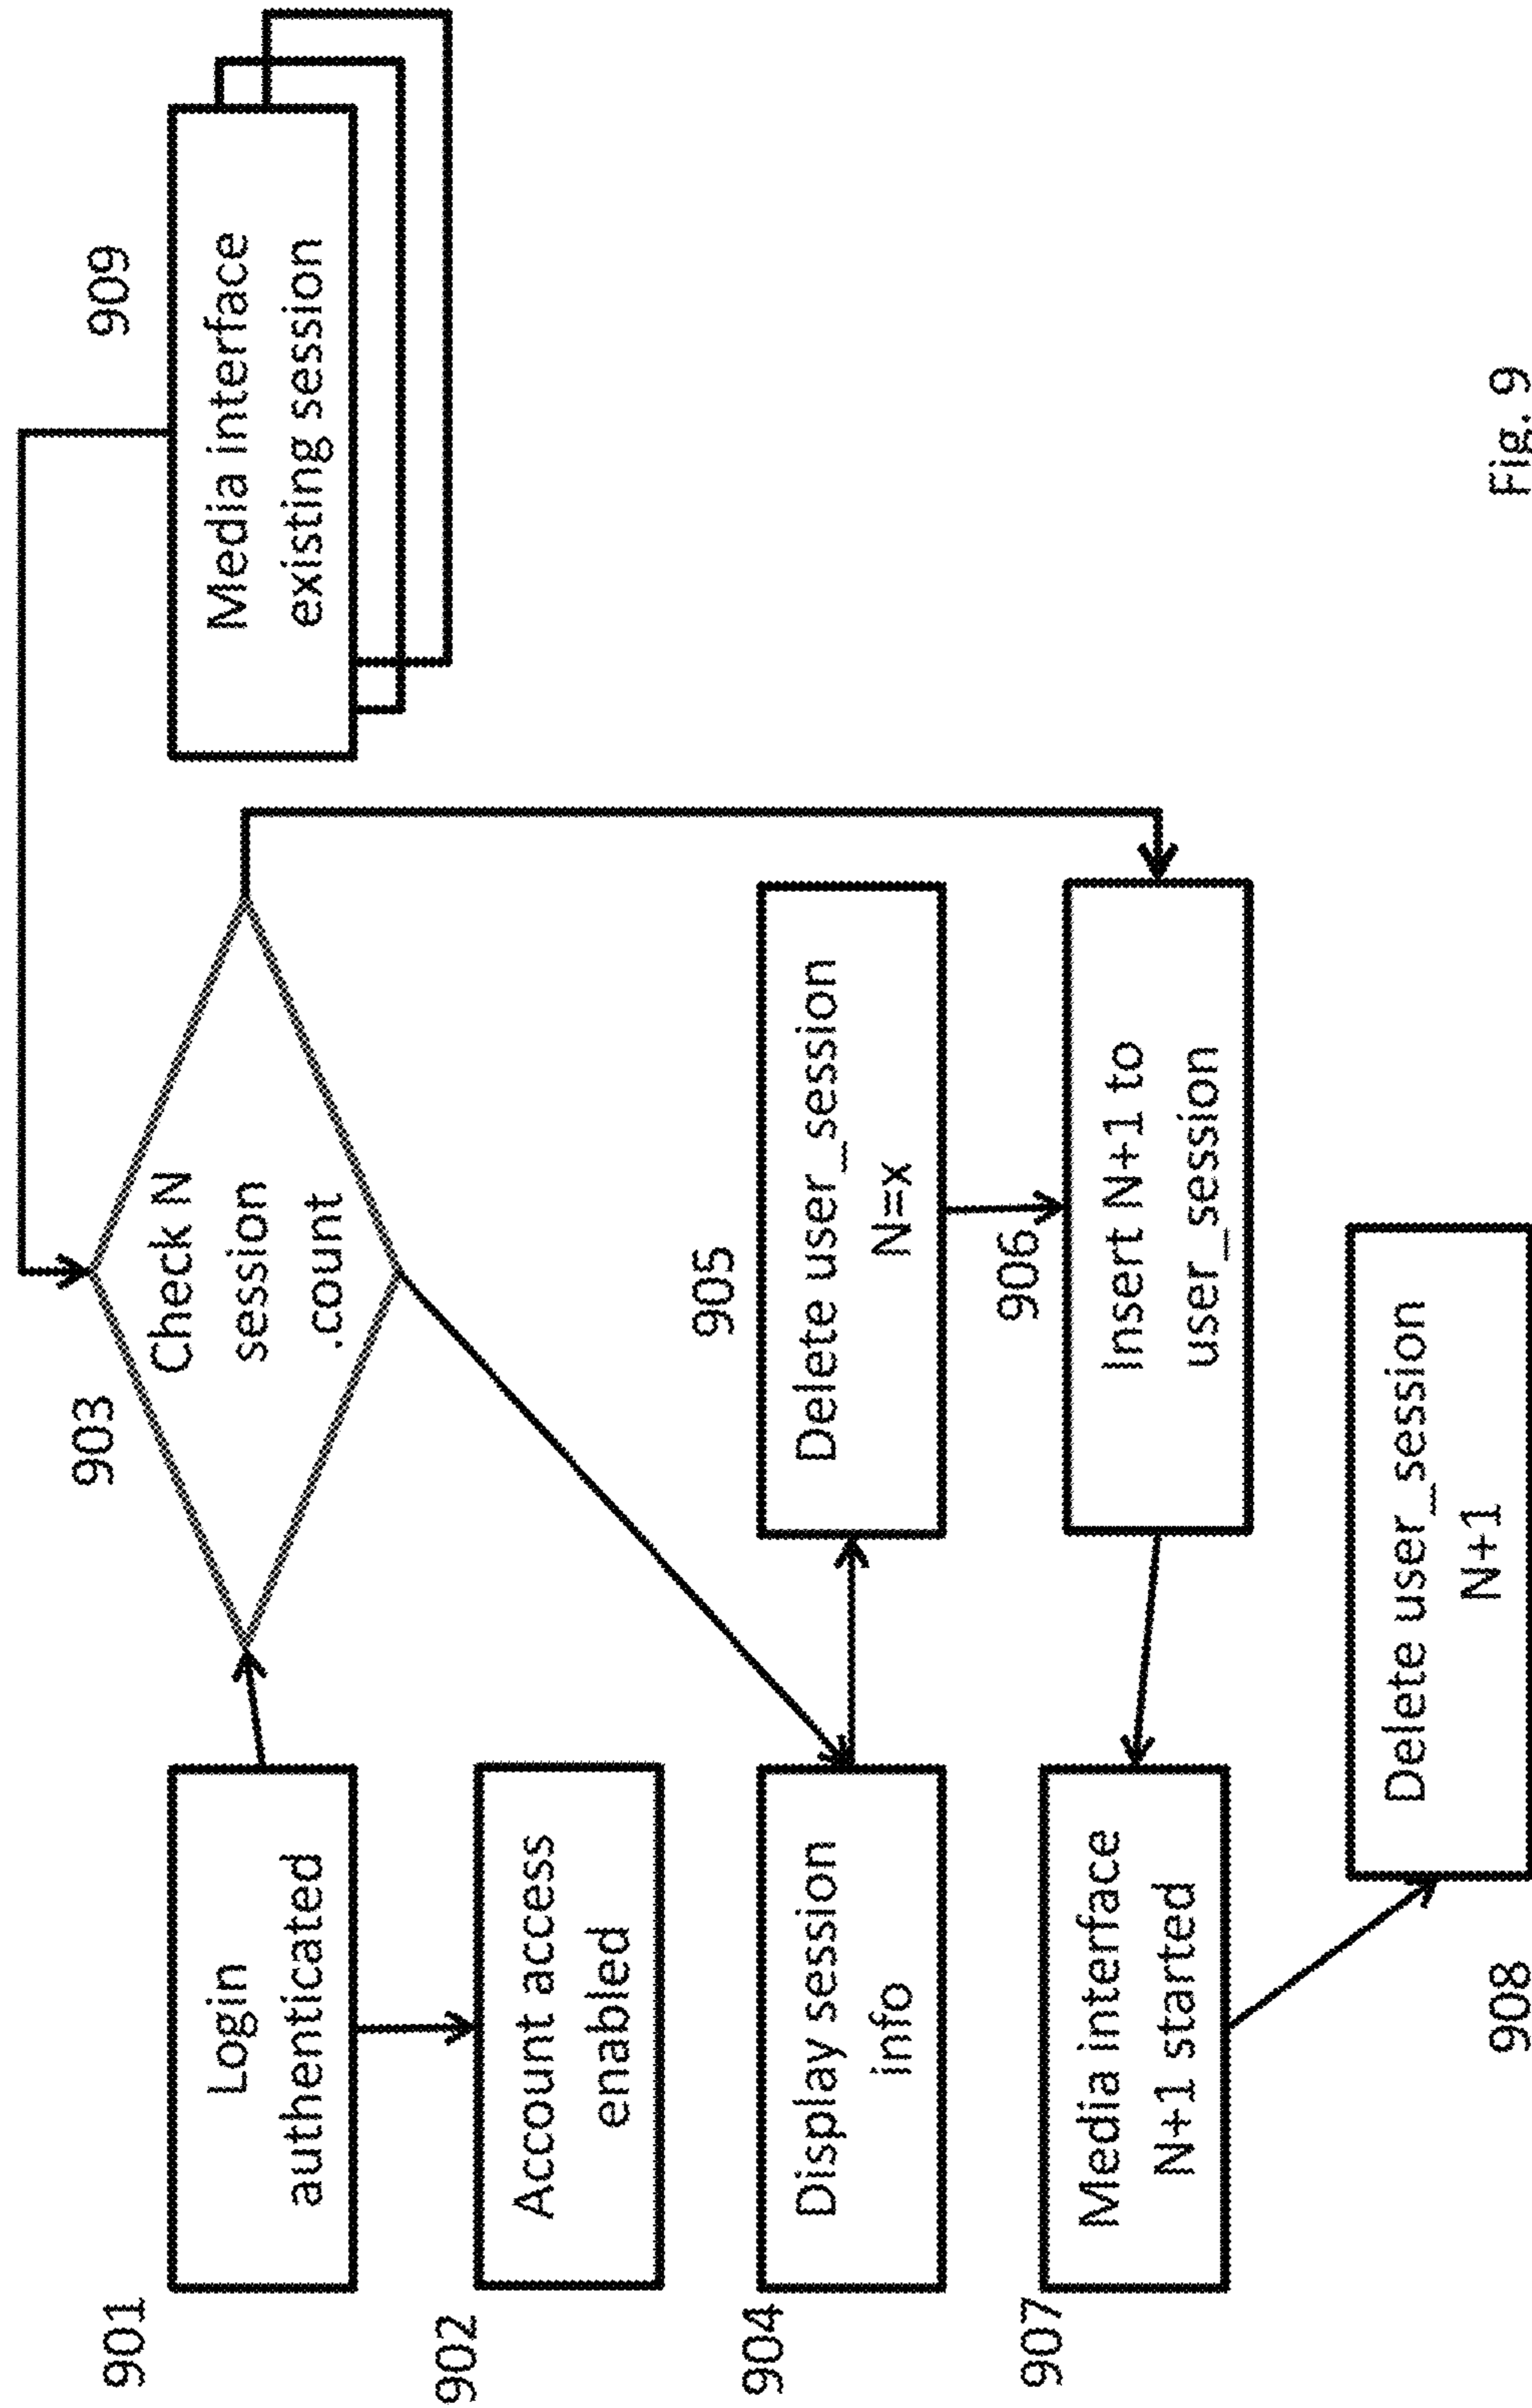 901
Login
authenticated
902
Account access
enabled
903
Check N
session
.count
909
Media interface
existing session
904
Display session
info
905
Delete user_session
N=x
906
Insert N+1 to
user_session
907
Media interface
N+1 started
908
Delete user_session
N+1
Fig. 9